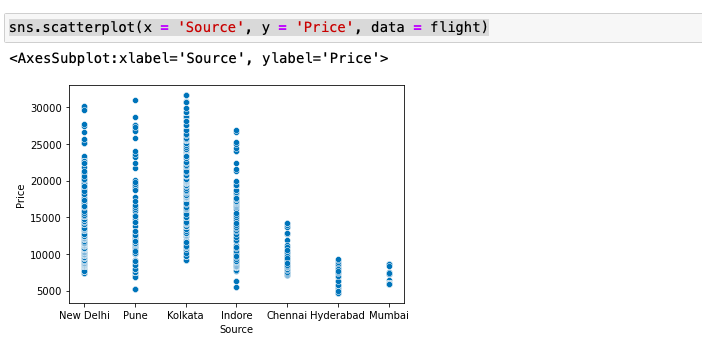 sns.scatterplot(x = 'Source', y = 'Price', data = flight)
<AxesSubplot:xlabel='Source', ylabel='Price'>
30000
25000
20000
15000
10000
5000
Price
New Delhi Pune Kolkata Indore Chennai Hyderabad Mumbai
Source